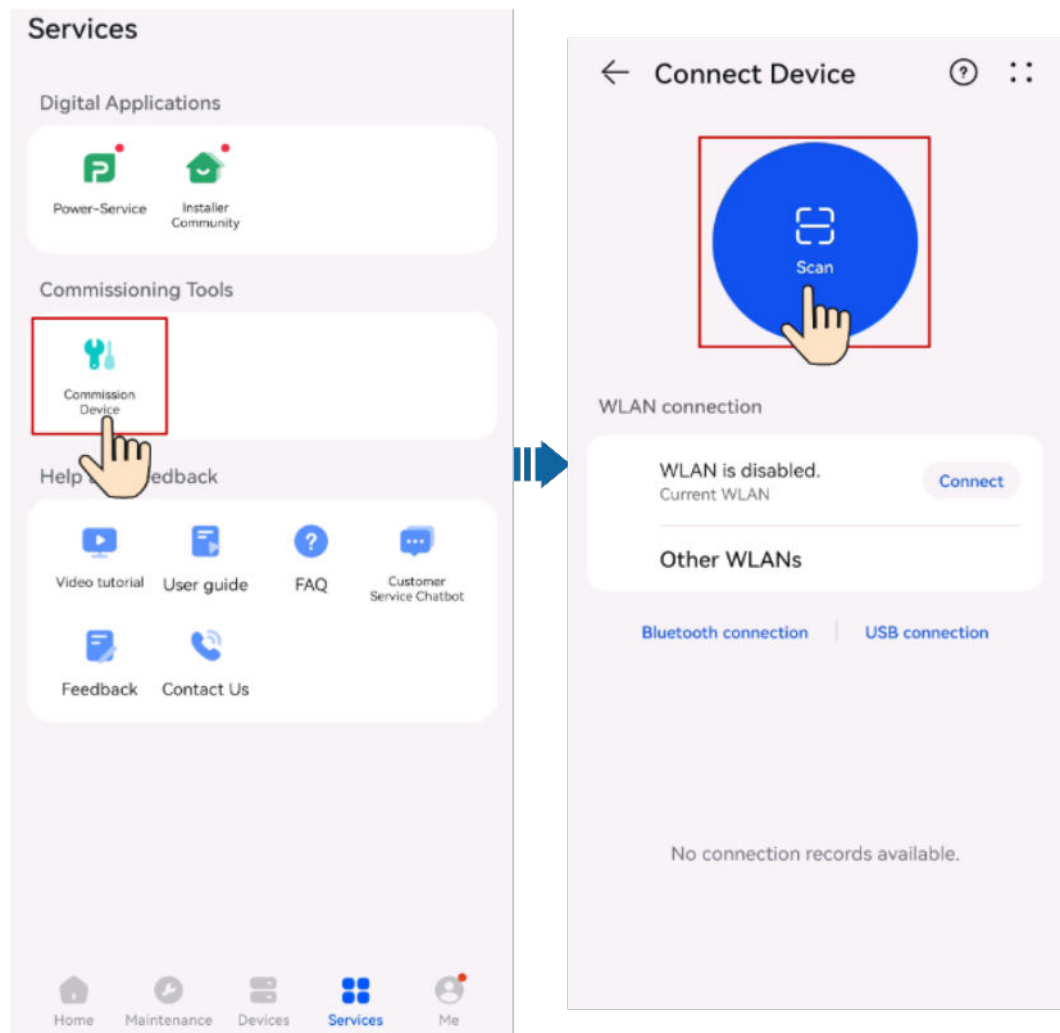 Services
Digital Applications
Power-Service
Installer
Community
Commissioning Tools
Commission
Device
Help
edback
Video tutorial
User guide
FAQ
Customer
Service Chatbot
Feedback
Contact Us
Home
Maintenance
Devices
Services
Me
Connect Device
Scan
WLAN connection
WLAN is disabled.
Current WLAN
Connect
Other WLANs
Bluetooth connection
USB connection
No connection records available.